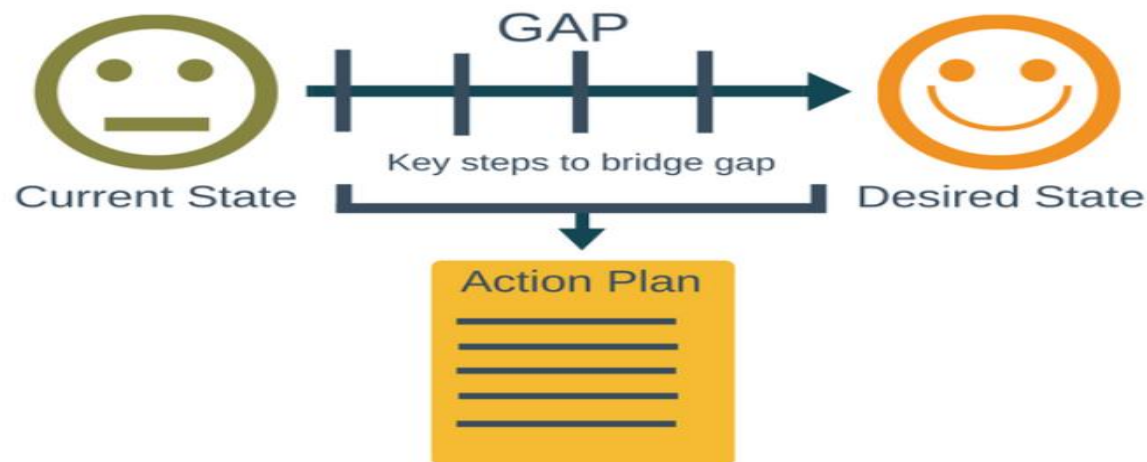 GAP
Key steps to bridge gap
Current State
Desired State
Action Plan